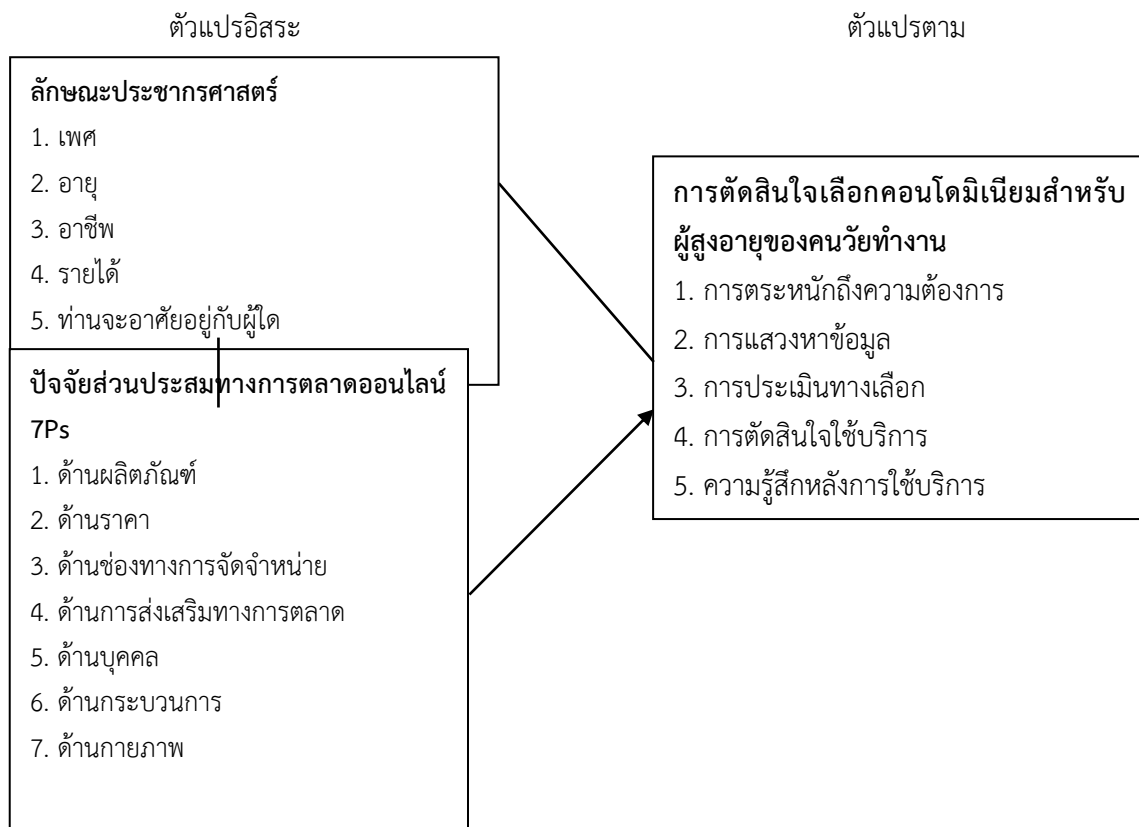 ตัวแปรอิสระ
ตัวแปรตาม
ลักษณะประชากรศาสตร์
1. เพศ
2. อายุ
3. อาชีพ
4. รายได้
5. ท่านจะอาศัยอยู่กับผู้ใด
ปัจจัยส่วนประสมทางการตลาดออนไลน์
7Ps
1. ด้านผลิตภัณฑ์
2. ด้านราคา
3. ด้านช่องทางการจัดจำหน่าย
4. ด้านการส่งเสริมทางการตลาด
5. ด้านบุคคล
6. ด้านกระบวนการ
7. ด้านกายภาพ
การตัดสินใจเลือกคอนโดมิเนียมสำหรับ
ผู้สูงอายุของคนวัยทำงาน
1. การตระหนักถึงความต้องการ
2. การแสวงหาข้อมูล
3. การประเมินทางเลือก
4. การตัดสินใจใช้บริการ
5. ความรู้สึกหลังการใช้บริการ